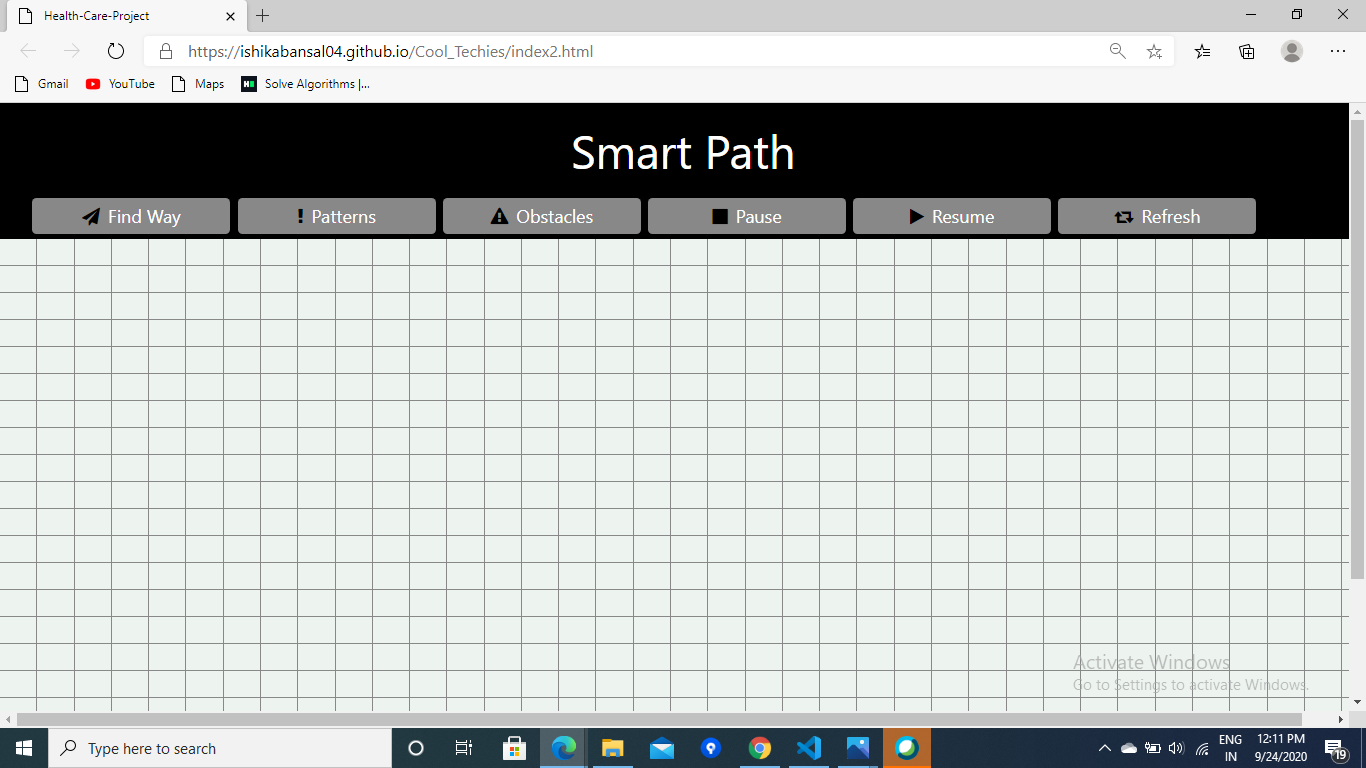 Health-Care-Project
https://ishikabansal04.github.io/Cool_Techies/index2.html
Gmail YouTube Maps Solve Algorithms |...
Smart Path
Find Way Patterns Obstacles Pause Resume Refresh
Activate Windows
Go to Settings to activate Windows.
Type here to search
ENG
IN
12:11 PM
9/24/2020
19